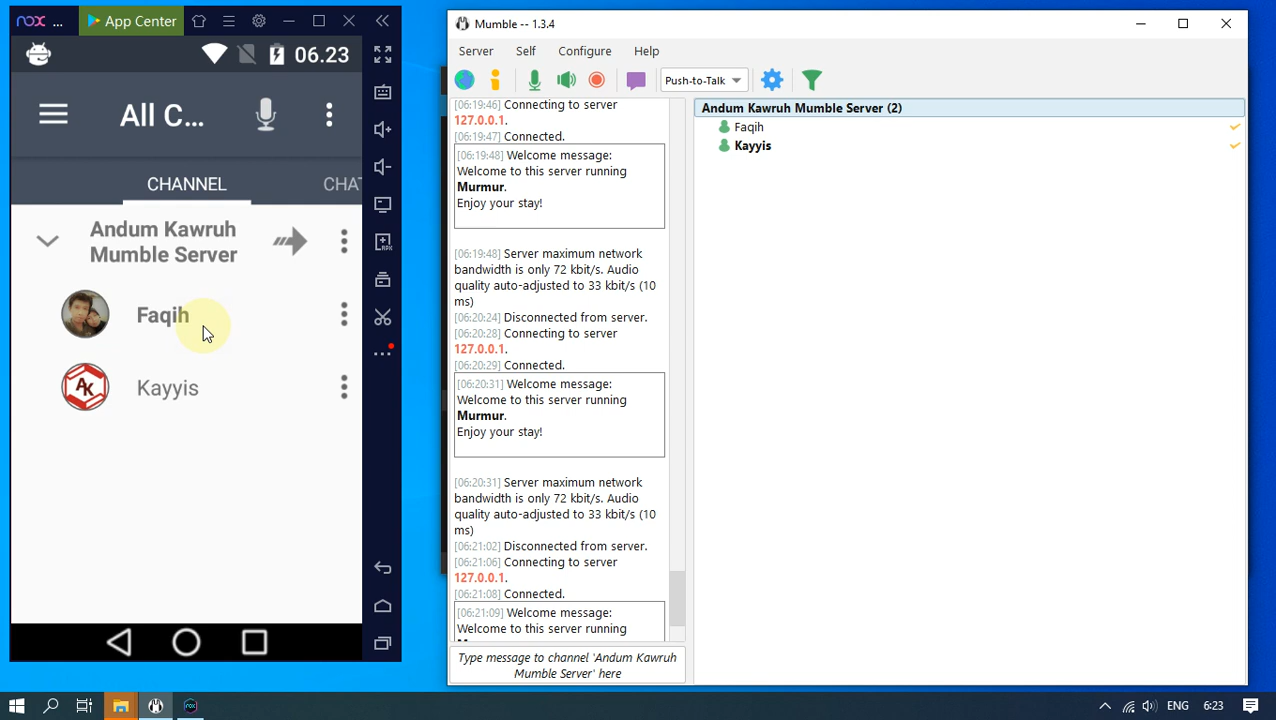 nox ... App Center
06.23
All C...
CHANNEL CHAT
Andum Kawruh
Mumble Server
Faqih
AK
Kayyis
Mumble -- 1.3.4
Server Self Configure Help
Push-to-Talk
[06:19:46] Connecting to server
127.0.0.1.
[06:19:47] Connected.
[06:19:48] Welcome message:
Welcome to this server running
Murmur.
Enjoy your stay!
[06:19:48] Server maximum network
bandwidth is only 72 kbit/s. Audio
quality auto-adjusted to 33 kbit/s (10
ms)
[06:20:24] Disconnected from server.
[06:20:28] Connecting to server
127.0.0.1.
[06:20:29] Connected.
[06:20:31] Welcome message:
Welcome to this server running
Murmur.
Enjoy your stay!
[06:20:31] Server maximum network
bandwidth is only 72 kbit/s. Audio
quality auto-adjusted to 33 kbit/s (10
ms)
[06:21:02] Disconnected from server.
[06:21:06] Connecting to server
127.0.0.1.
[06:21:08] Connected.
[06:21:09] Welcome message:
Welcome to this server running
Type message to channel 'Andum Kawruh
Mumble Server' here
Andum Kawruh Mumble Server (2)
Faqih
Kayyis
nox
ENG 6:23